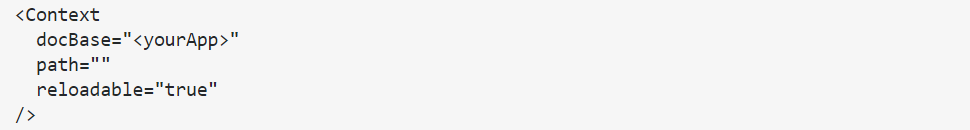 <Context
  docBase="<yourApp>"
  path=""
  reloadable="true"
/>